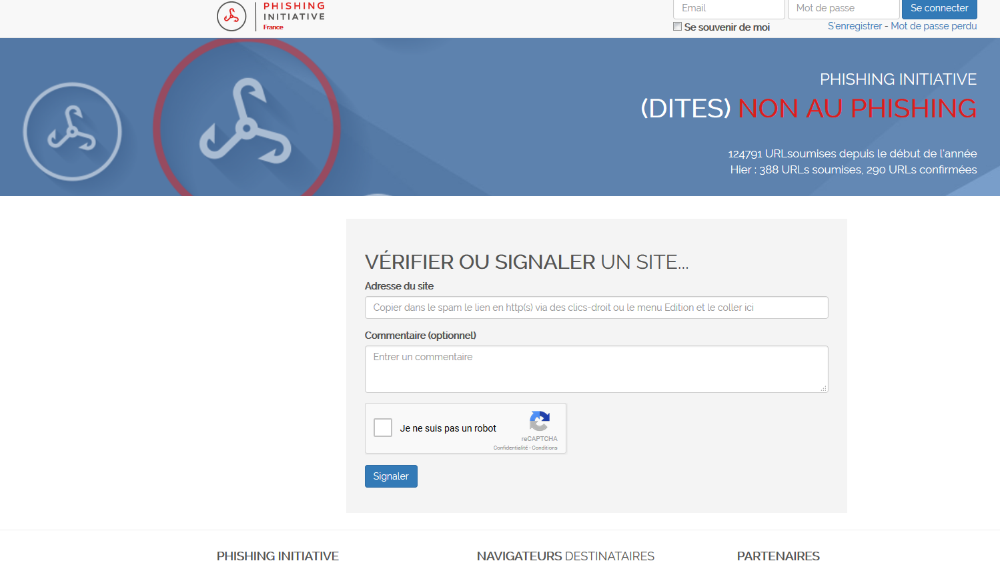 PHISHING
INITIATIVE
France
Email
Mot de passe
Se connecter
Se souvenir de moi
S'enregistrer - Mot de passe perdu
PHISHING INITIATIVE
(DITES) NON AU PHISHING
124791 URLsoumises depuis le début de l'année
Hier : 388 URLs soumises, 290 URLs confirmées
VÉRIFIER OU SIGNALER UN SITE...
Adresse du site
Copier dans le spam le lien en http(s) via des clics-droit ou le menu Edition et le coller ici
Commentaire (optionnel)
Entrer un commentaire
Je ne suis pas un robot
reCAPTCHA
Confidentialité - Conditions
Signaler
PHISHING INITIATIVE
NAVIGATEURS DESTINATAIRES
PARTENAIRES